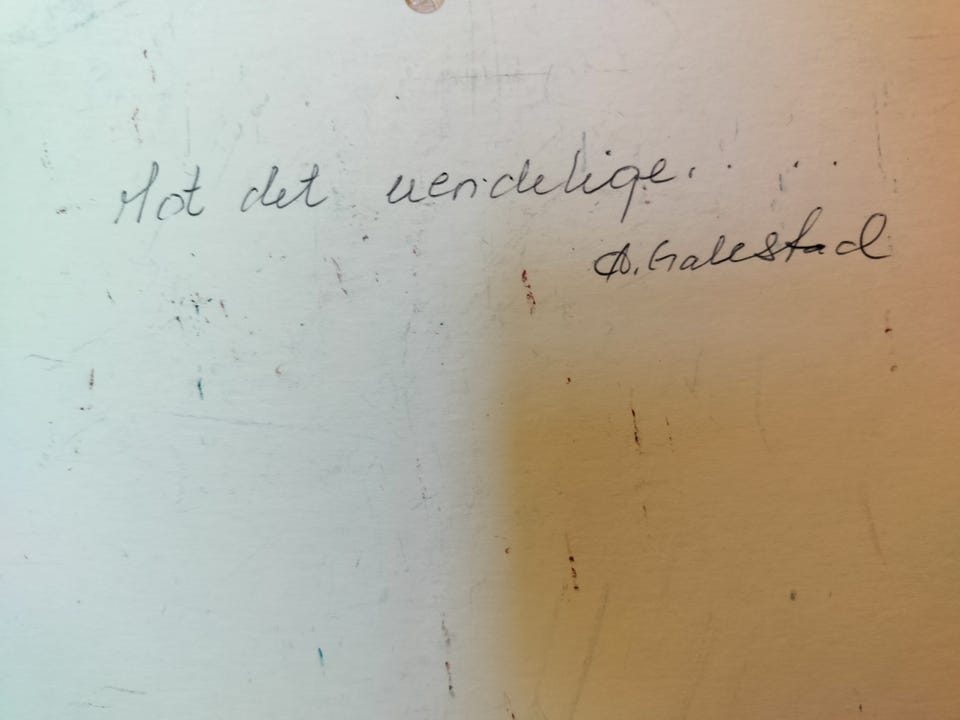 Mot det uendelige.. ..
Ø. Galestad